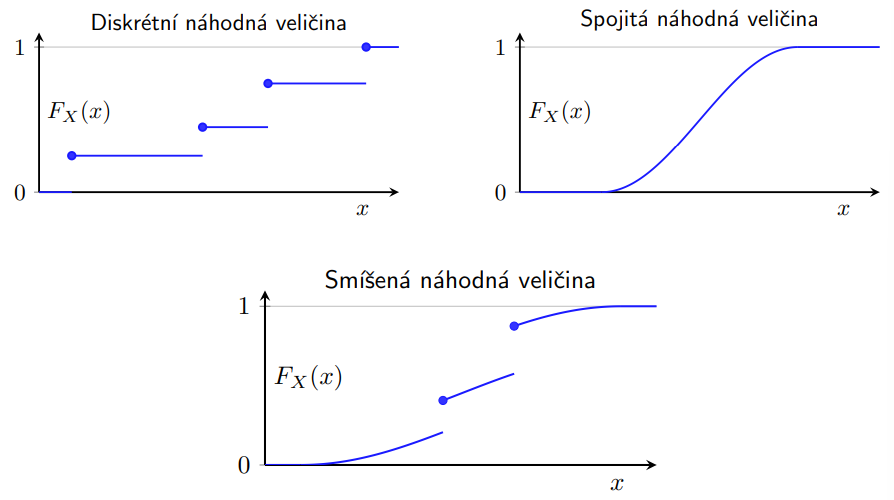 Diskrétní náhodná veličina
1
F_X(x)
0
x
Spojitá náhodná veličina
1
F_X(x)
0
x
Smíšená náhodná veličina
1
F_X(x)
0
x